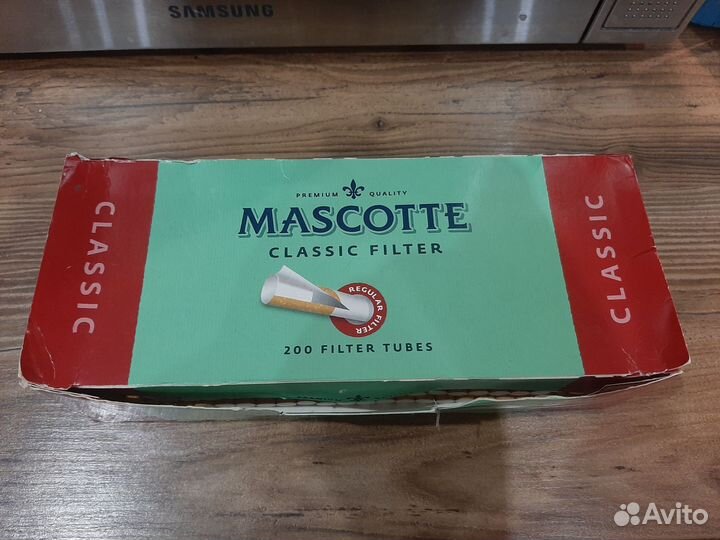 SAMSUNG
PREMIUM QUALITY
MASCOTTE
CLASSIC FILTER
REGULAR FILTER
200 FILTER TUBES
CLASSIC
CLASSIC
Avito